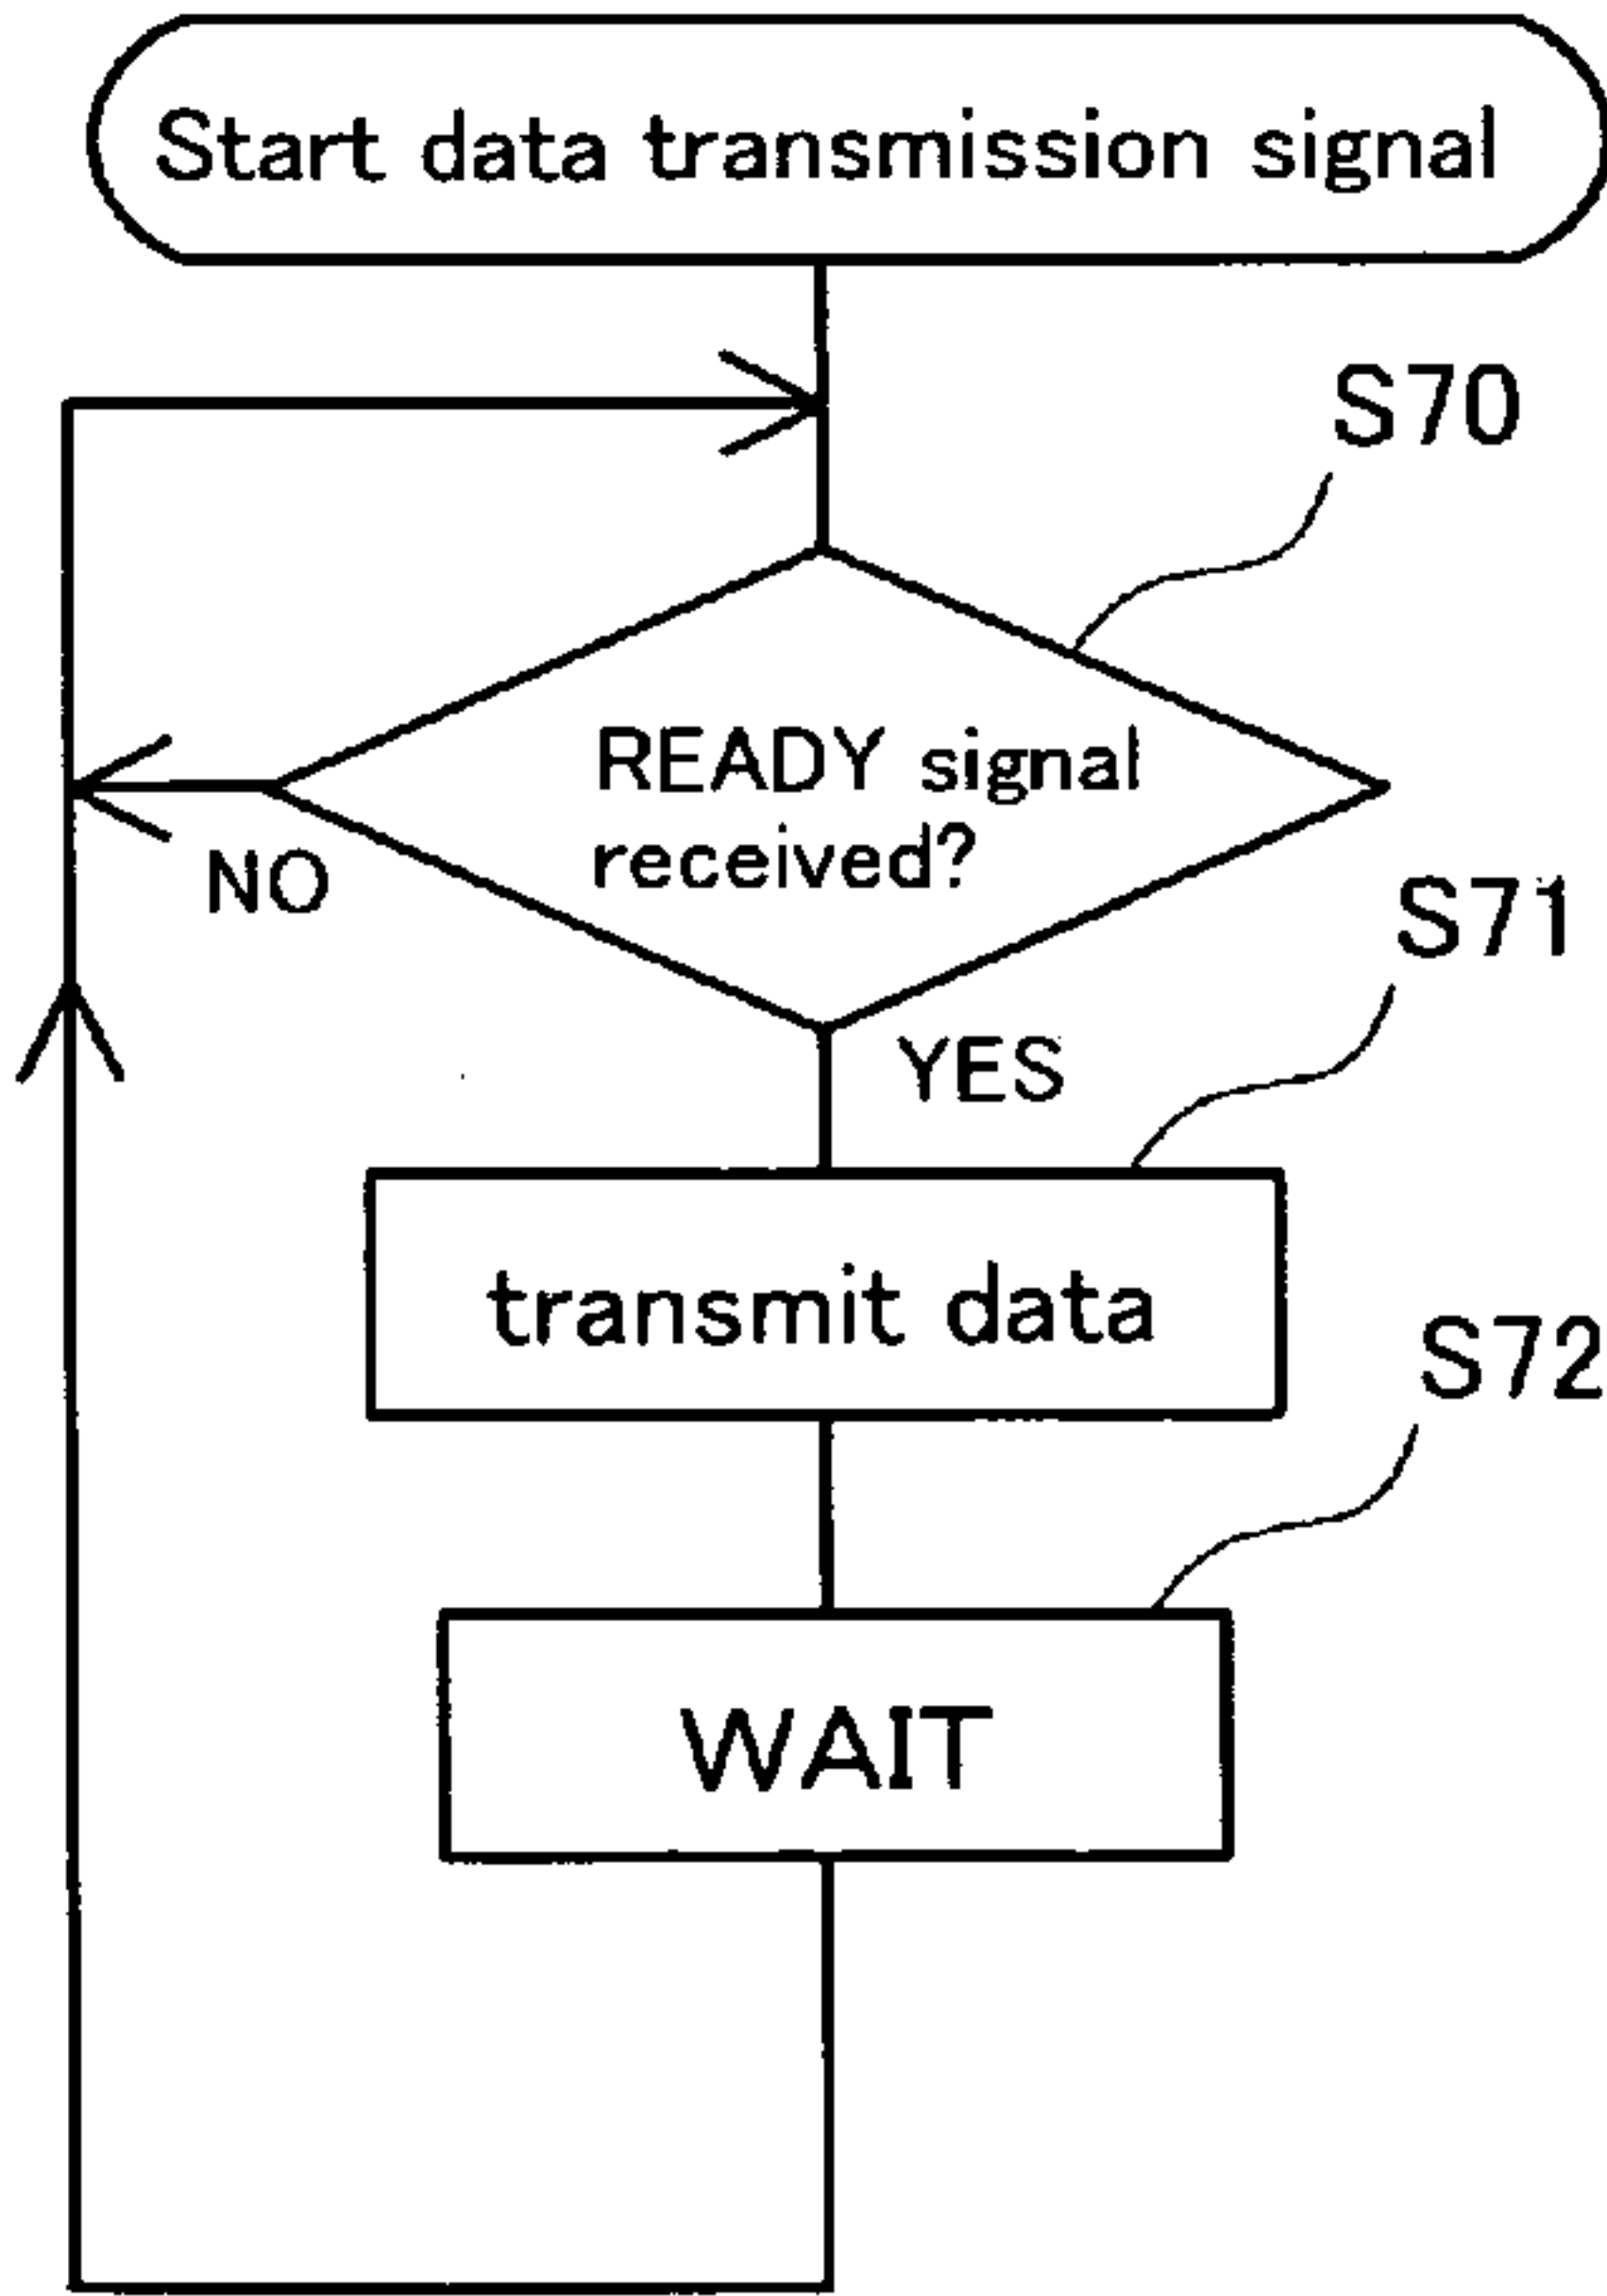 Start data transmission signal
S70
READY signal
received?
NO
S71
YES
transmit data
S72
WAIT